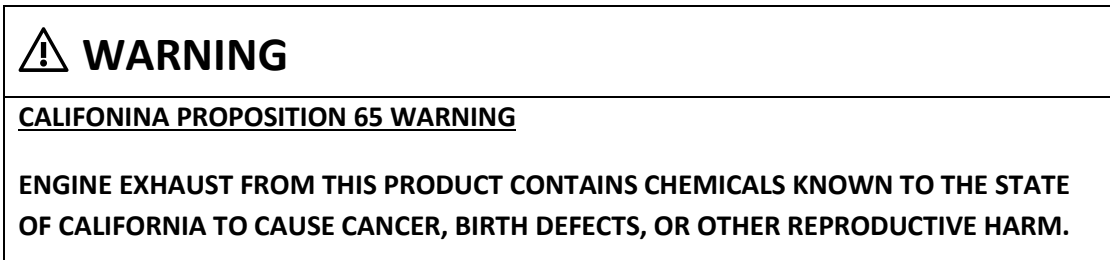 ⚠ WARNING
CALIFONINA PROPOSITION 65 WARNING
ENGINE EXHAUST FROM THIS PRODUCT CONTAINS CHEMICALS KNOWN TO THE STATE
OF CALIFORNIA TO CAUSE CANCER, BIRTH DEFECTS, OR OTHER REPRODUCTIVE HARM.